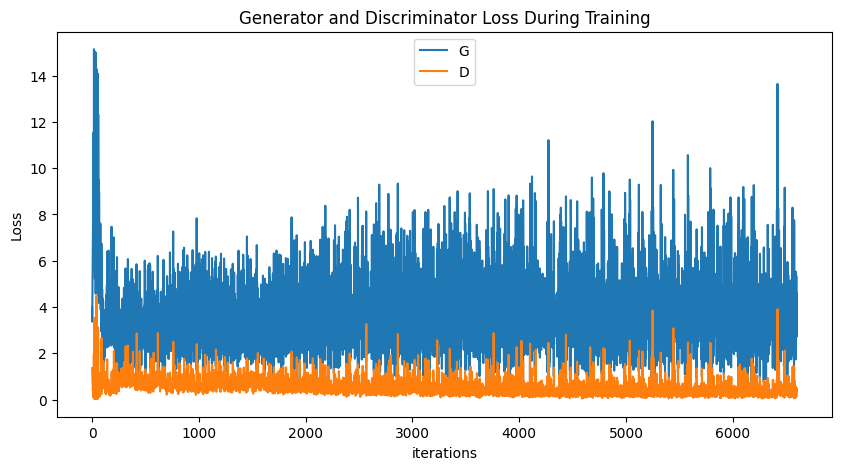 Generator and Discriminator Loss During Training
G
D
14
12
10
8
6
4
2
0
Loss
0 1000 2000 3000 4000 5000 6000
iterations